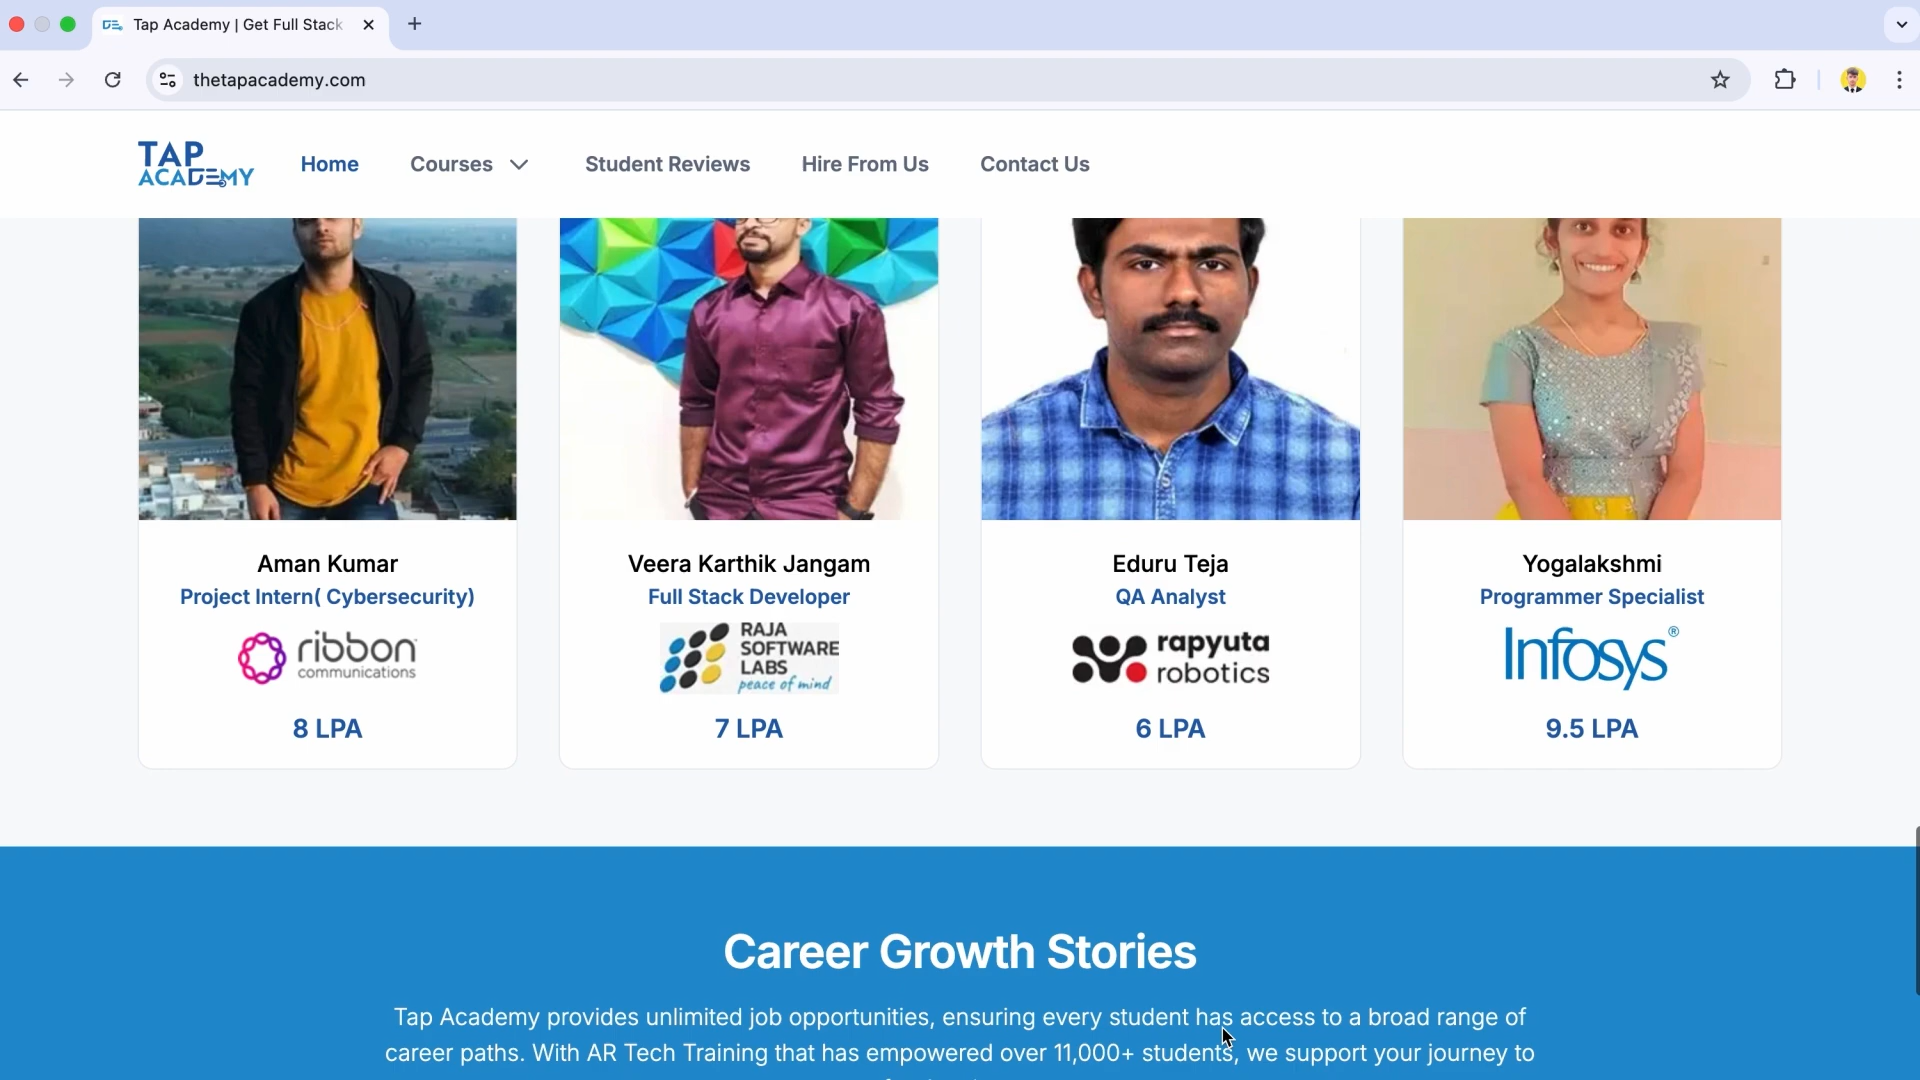 Tap Academy | Get Full Stack
thetapacademy.com
TAP
ACADEMY
Home
Courses
Student Reviews
Hire From Us
Contact Us
Aman Kumar
Project Intern( Cybersecurity)
ribbon
communications
8 LPA
Veera Karthik Jangam
Full Stack Developer
RAJA
SOFTWARE
LABS
peace of mind
7 LPA
Eduru Teja
QA Analyst
rapyuta
robotics
6 LPA
Yogalakshmi
Programmer Specialist
Infosys®
9.5 LPA
Career Growth Stories
Tap Academy provides unlimited job opportunities, ensuring every student has access to a broad range of
career paths. With AR Tech Training that has empowered over 11,000+ students, we support your journey to